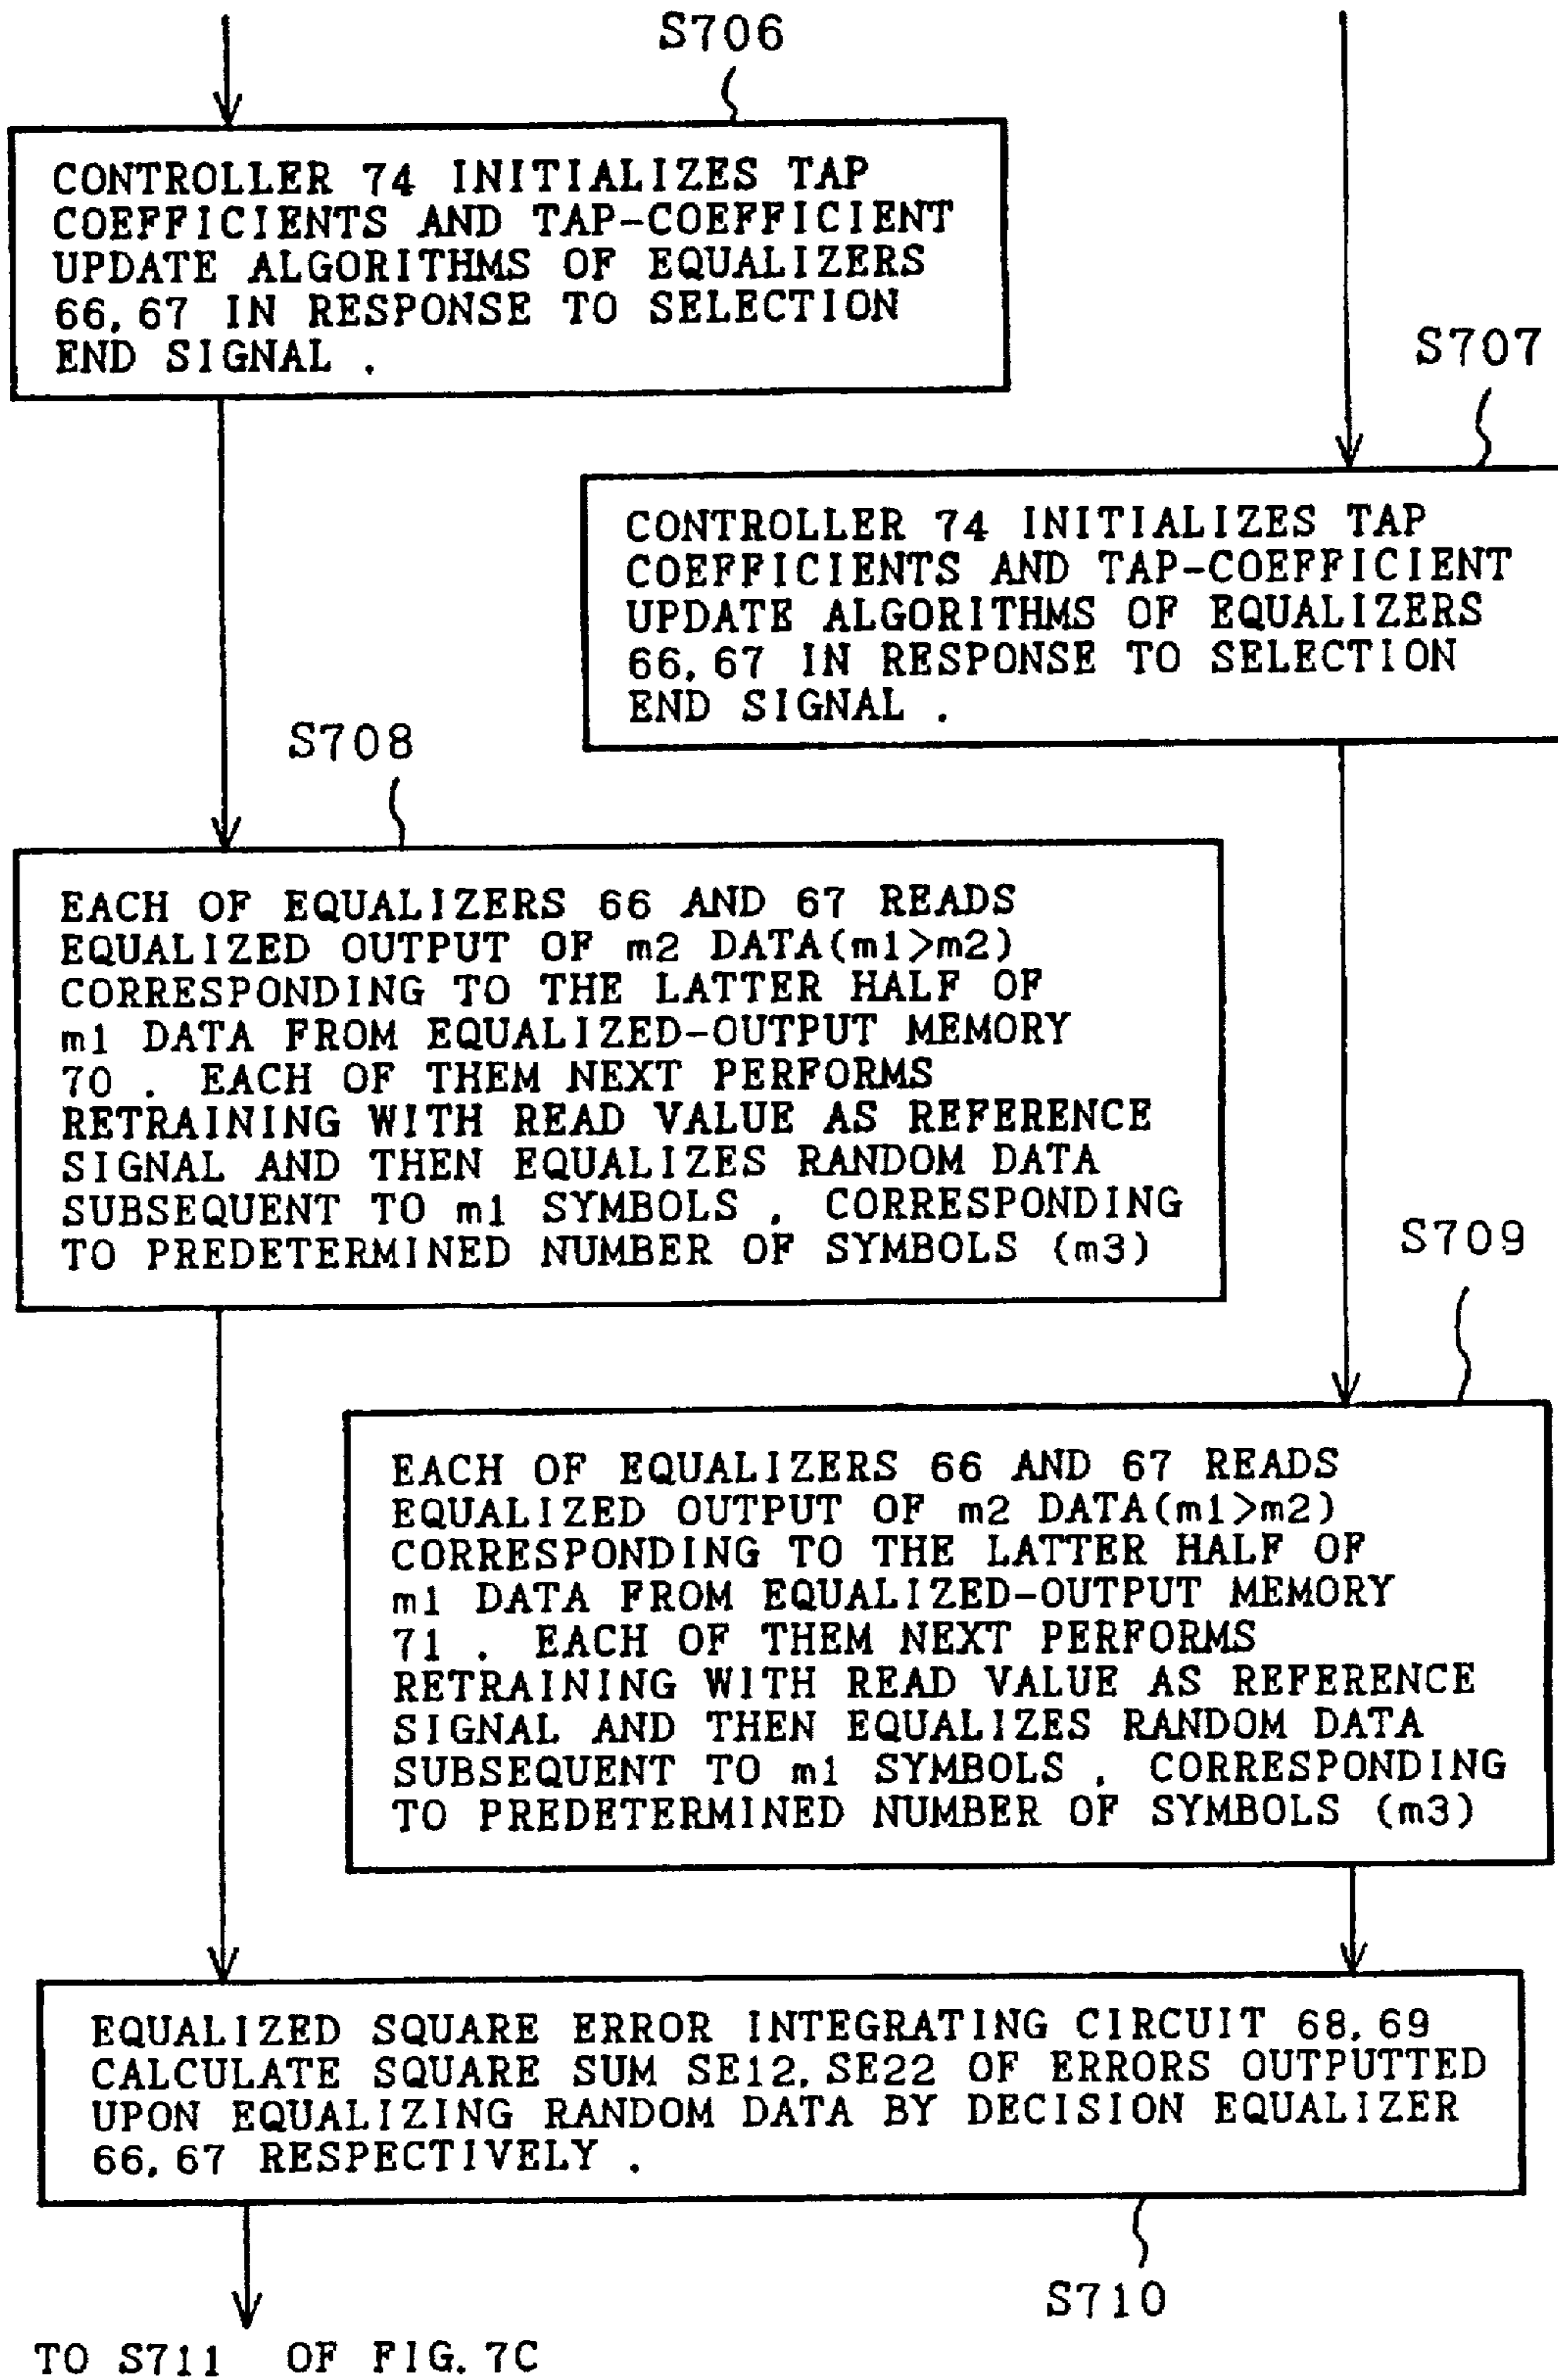 S706
CONTROLLER 74 INITIALIZES TAP
COEFFICIENTS AND TAP-COEFFICIENT
UPDATE ALGORITHMS OF EQUALIZERS
66,67 IN RESPONSE TO SELECTION
END SIGNAL .
S707
CONTROLLER 74 INITIALIZES TAP
COEFFICIENTS AND TAP-COEFFICIENT
UPDATE ALGORITHMS OF EQUALIZERS
66,67 IN RESPONSE TO SELECTION
END SIGNAL .
S708
EACH OF EQUALIZERS 66 AND 67 READS
EQUALIZED OUTPUT OF m2 DATA(m1>m2)
CORRESPONDING TO THE LATTER HALF OF
m1 DATA FROM EQUALIZED-OUTPUT MEMORY
70 . EACH OF THEM NEXT PERFORMS
RETRAINING WITH READ VALUE AS REFERENCE
SIGNAL AND THEN EQUALIZES RANDOM DATA
SUBSEQUENT TO m1 SYMBOLS , CORRESPONDING
TO PREDETERMINED NUMBER OF SYMBOLS (m3)
S709
EACH OF EQUALIZERS 66 AND 67 READS
EQUALIZED OUTPUT OF m2 DATA(m1>m2)
CORRESPONDING TO THE LATTER HALF OF
m1 DATA FROM EQUALIZED-OUTPUT MEMORY
71 . EACH OF THEM NEXT PERFORMS
RETRAINING WITH READ VALUE AS REFERENCE
SIGNAL AND THEN EQUALIZES RANDOM DATA
SUBSEQUENT TO m1 SYMBOLS , CORRESPONDING
TO PREDETERMINED NUMBER OF SYMBOLS (m3)
EQUALIZED SQUARE ERROR INTEGRATING CIRCUIT 68,69
CALCULATE SQUARE SUM SE12,SE22 OF ERRORS OUTPUTTED
UPON EQUALIZING RANDOM DATA BY DECISION EQUALIZER
66,67 RESPECTIVELY .
S710
TO S711 OF FIG.7C